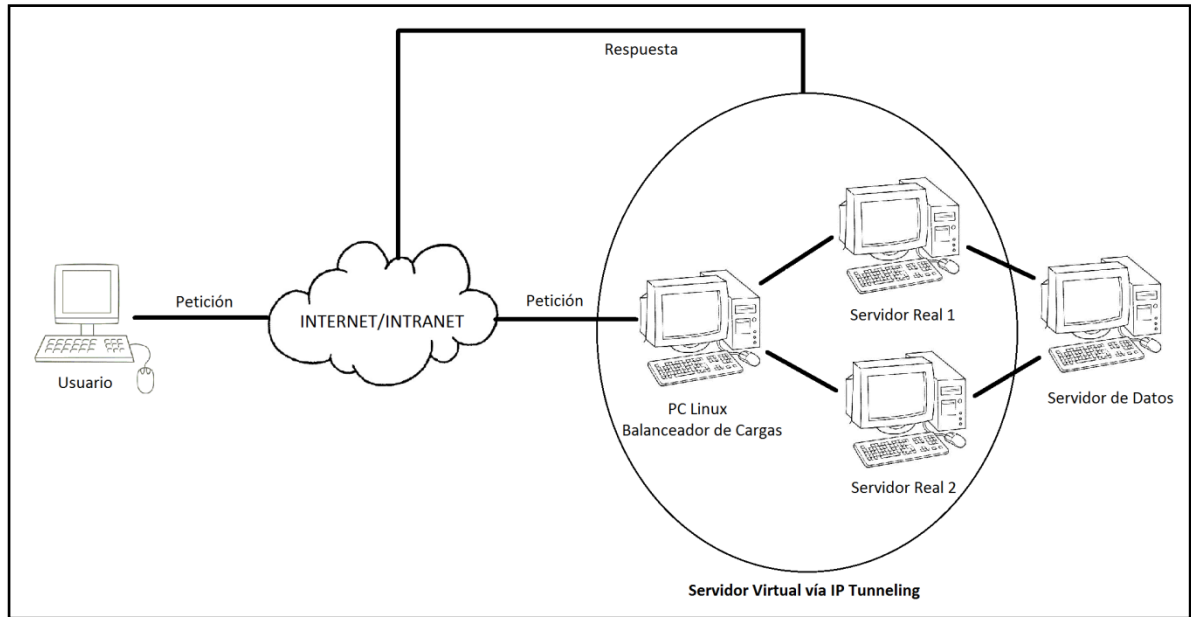 Respuesta
Petición
INTERNET/INTRANET
Petición
Usuario
PC Linux
Balanceador de Cargas
Servidor Real 1
Servidor Real 2
Servidor de Datos
Servidor Virtual vía IP Tunneling